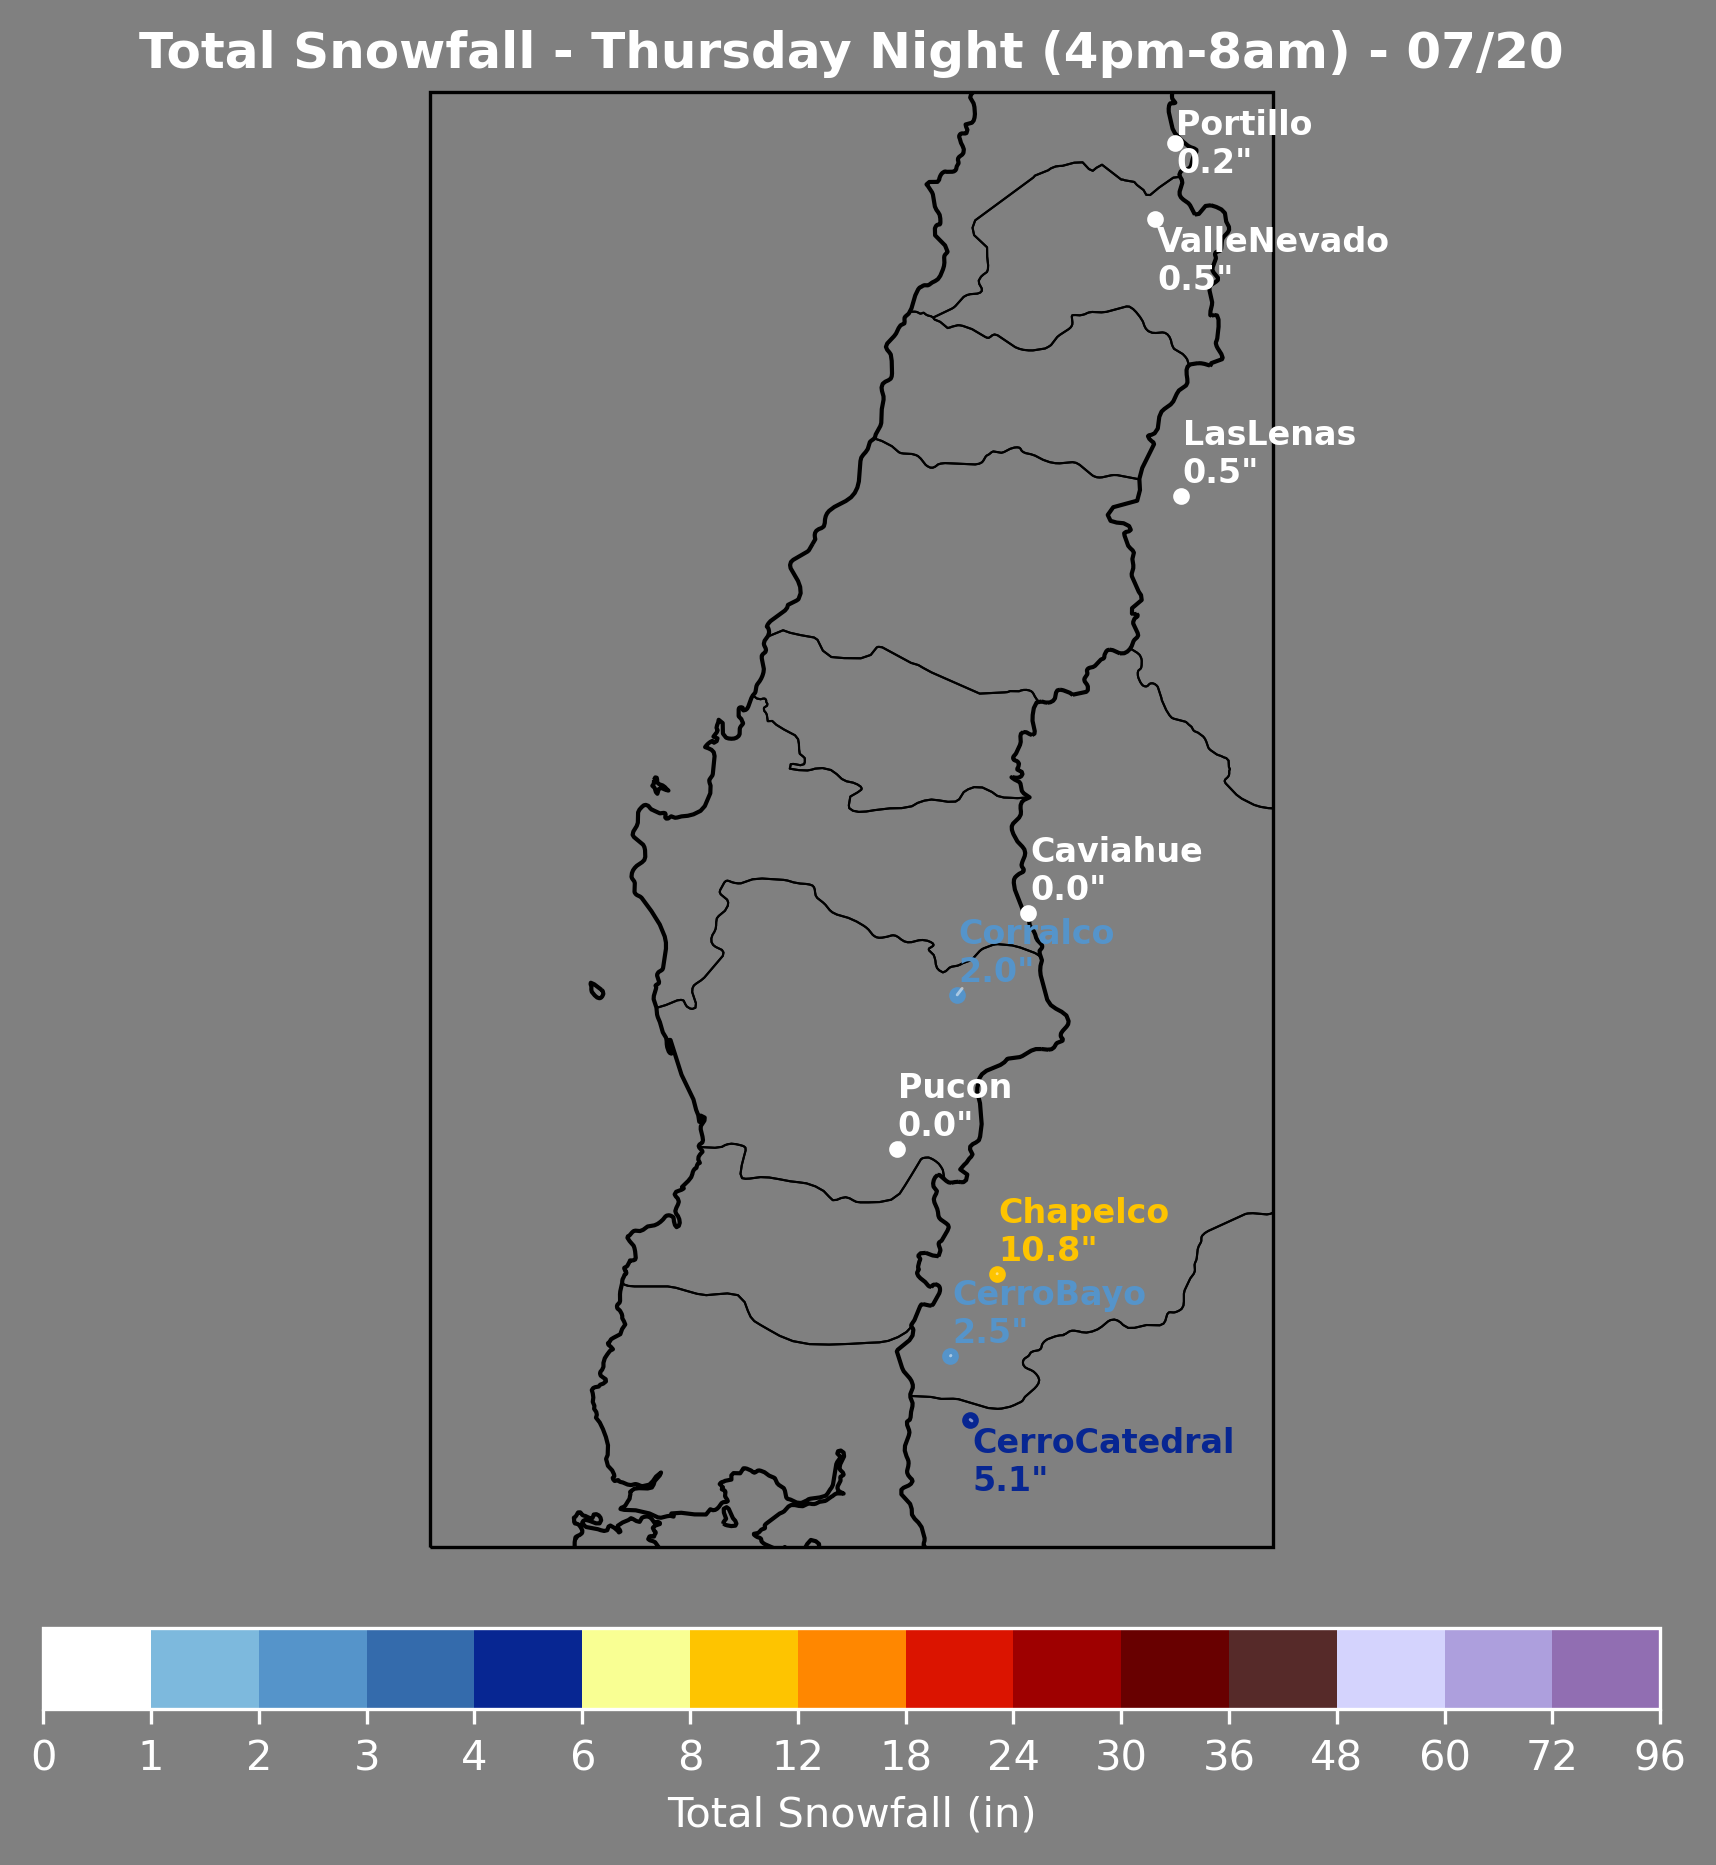 Total Snowfall - Thursday Night (4pm-8am) - 07/20
Portillo
0.2"
ValleNevado
0.5"
LasLenas
0.5"
Caviahue
0.0"
Corralco
2.0"
Pucon
0.0"
Chapelco
10.8"
CerroBayo
2.5"
CerroCatedral
5.1"
0 1 2 3 4 6 8 12 18 24 30 36 48 60 72 96
Total Snowfall (in)